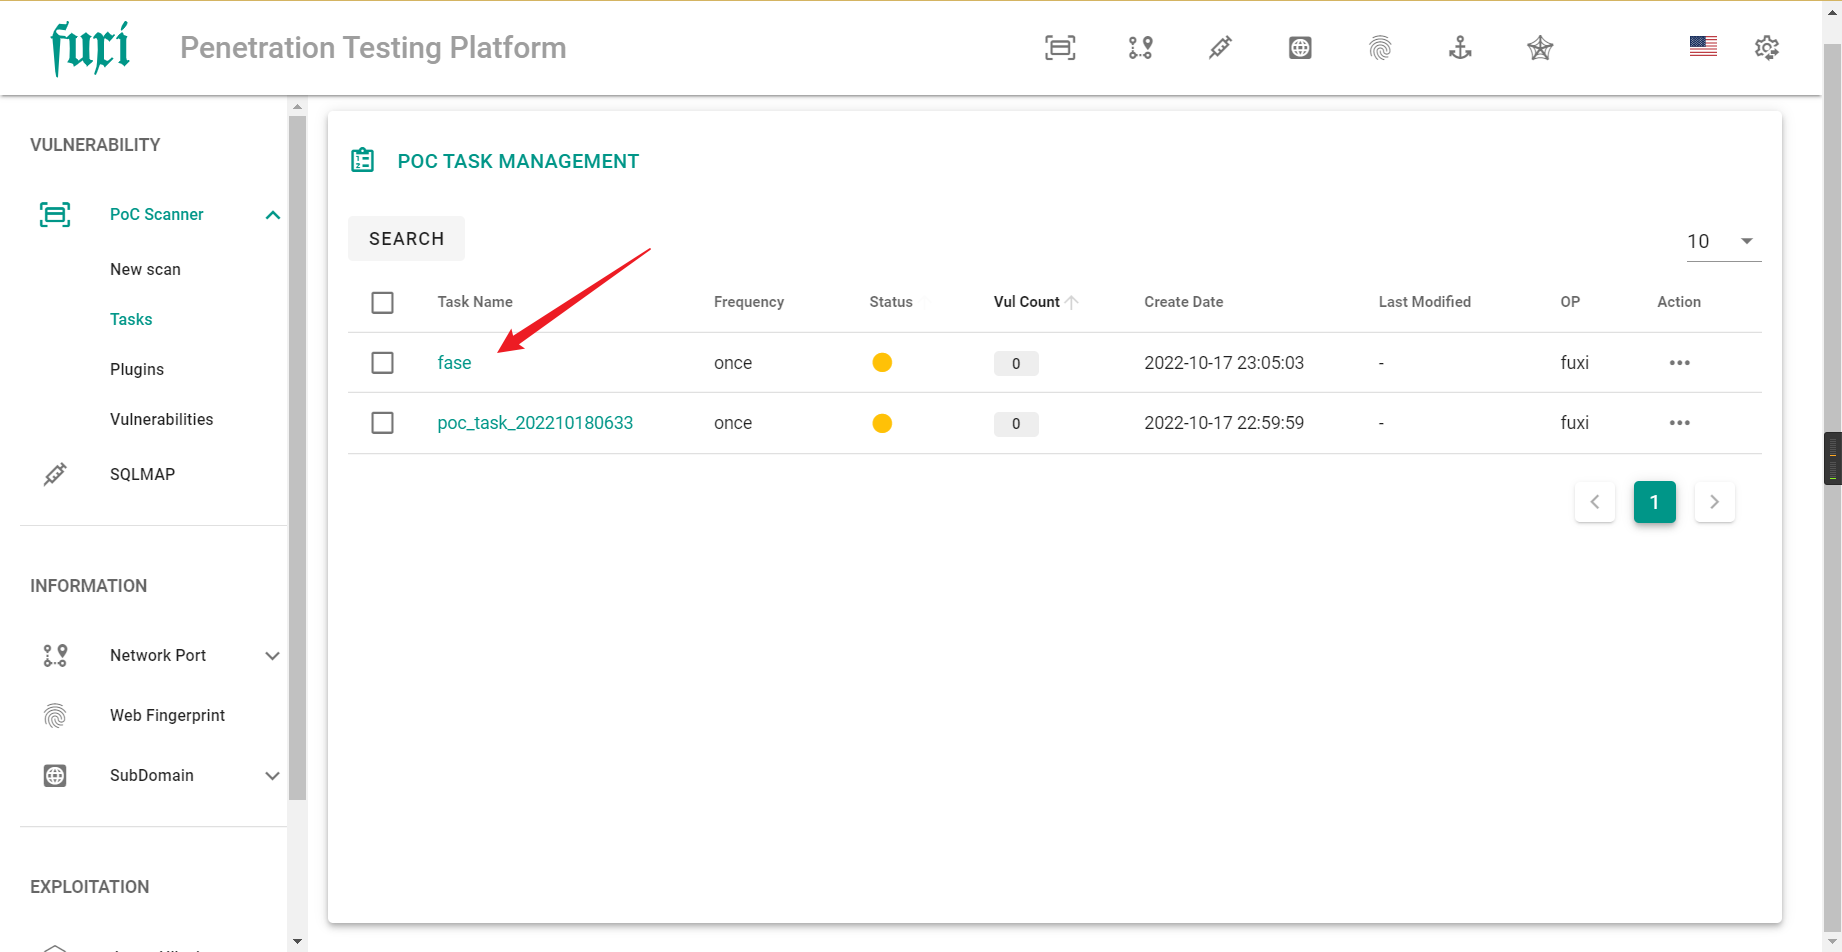 fuxi
Penetration Testing Platform
VULNERABILITY
PoC Scanner
New scan
Tasks
Plugins
Vulnerabilities
SQLMAP
INFORMATION
Network Port
Web Fingerprint
SubDomain
EXPLOITATION
POC TASK MANAGEMENT
SEARCH
10
Task Name Frequency Status Vul Count Create Date Last Modified OP Action
fase once 0 2022-10-17 23:05:03 - fuxi •••
poc_task_202210180633 once 0 2022-10-17 22:59:59 - fuxi •••
1